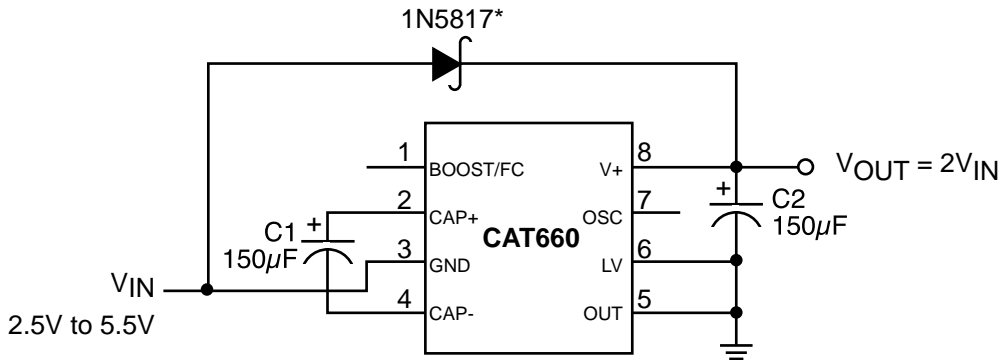 1N5817*
1 BOOST/FC V+ 8
VOUT = 2VIN
2 CAP+ OSC 7
+ C1 150µF
CAT660
+ C2 150µF
3 GND LV 6
VIN
2.5V to 5.5V
4 CAP- OUT 5